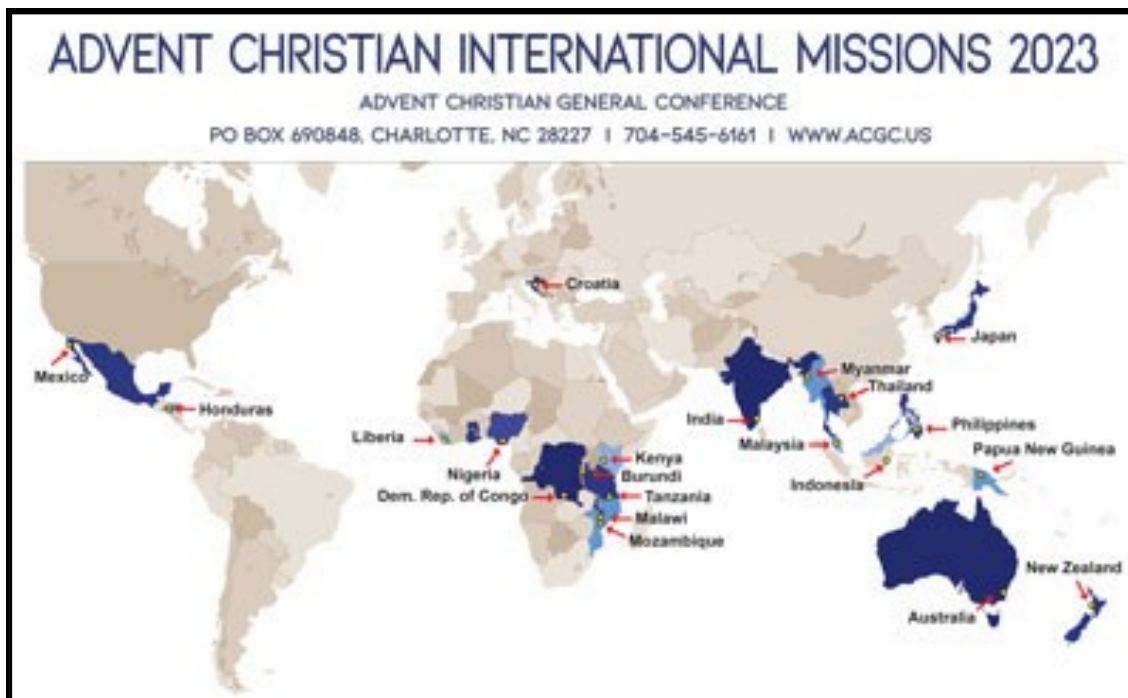 ADVENT CHRISTIAN INTERNATIONAL MISSIONS 2023
ADVENT CHRISTIAN GENERAL CONFERENCE
PO BOX 690848, CHARLOTTE, NC 28227 | 704-545-6161 | WWW.ACGC.US
Croatia
Japan
Mexico
Myanmar
Thailand
Honduras
India
Philippines
Liberia
Malaysia
Papua New Guinea
Nigeria
Kenya
Burundi
Indonesia
Dem. Rep. of Congo
Tanzania
Malawi
Mozambique
New Zealand
Australia